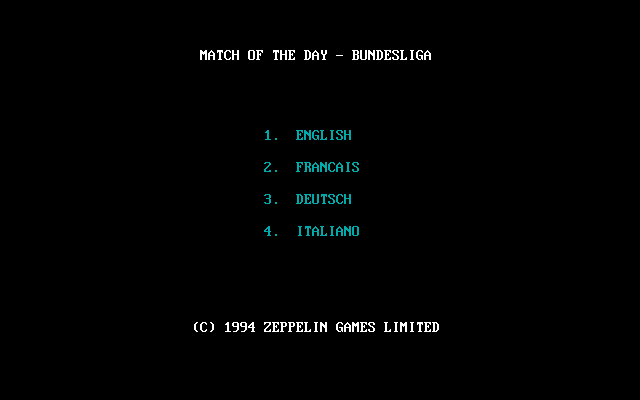 MATCH OF THE DAY - BUNDESLIGA
1. ENGLISH
2. FRANCAIS
3. DEUTSCH
4. ITALIANO
(C) 1994 ZEPPELIN GAMES LIMITED